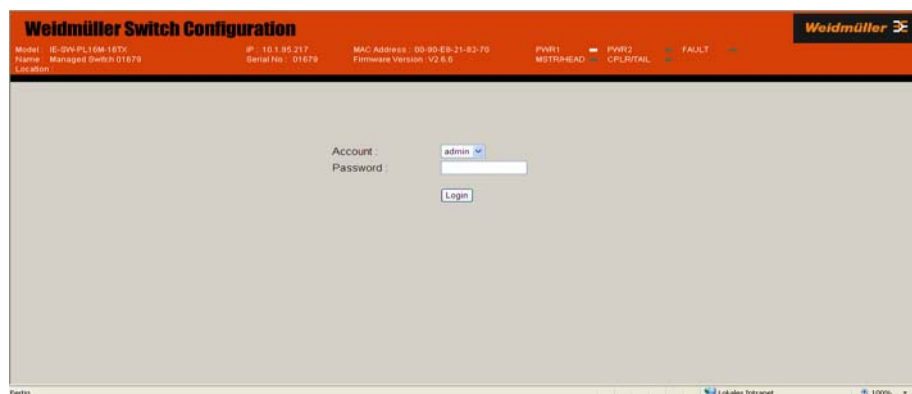 Weidmüller Switch Configuration
Weidmüller
Model : IE-SW-PL16M-16TX
IP : 10.1.95.217
MAC Address : 00-90-E8-21-83-70
PWR1
PWR2
FAULT
Name : Managed Switch 01679
Serial No : 01679
Firmware Version : V2.6.6
MSTR/HEAD
CPLR/TAIL
Location :
Account :
admin
Password :
Login
Fertig
Lokales Intranet
100%